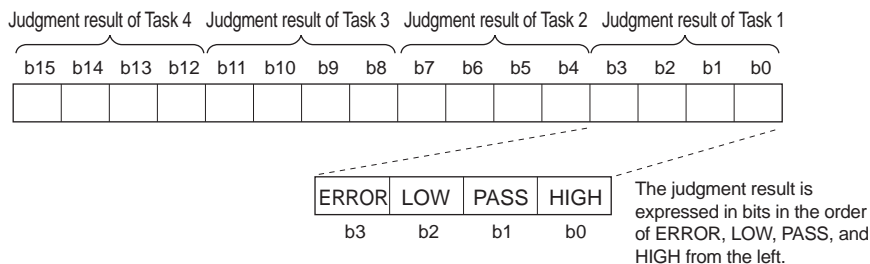 Judgment result of Task 4 Judgment result of Task 3 Judgment result of Task 2 Judgment result of Task 1
b15 b14 b13 b12 b11 b10 b9 b8 b7 b6 b5 b4 b3 b2 b1 b0
ERROR LOW PASS HIGH
b3 b2 b1 b0
The judgment result is
expressed in bits in the order
of ERROR, LOW, PASS, and
HIGH from the left.